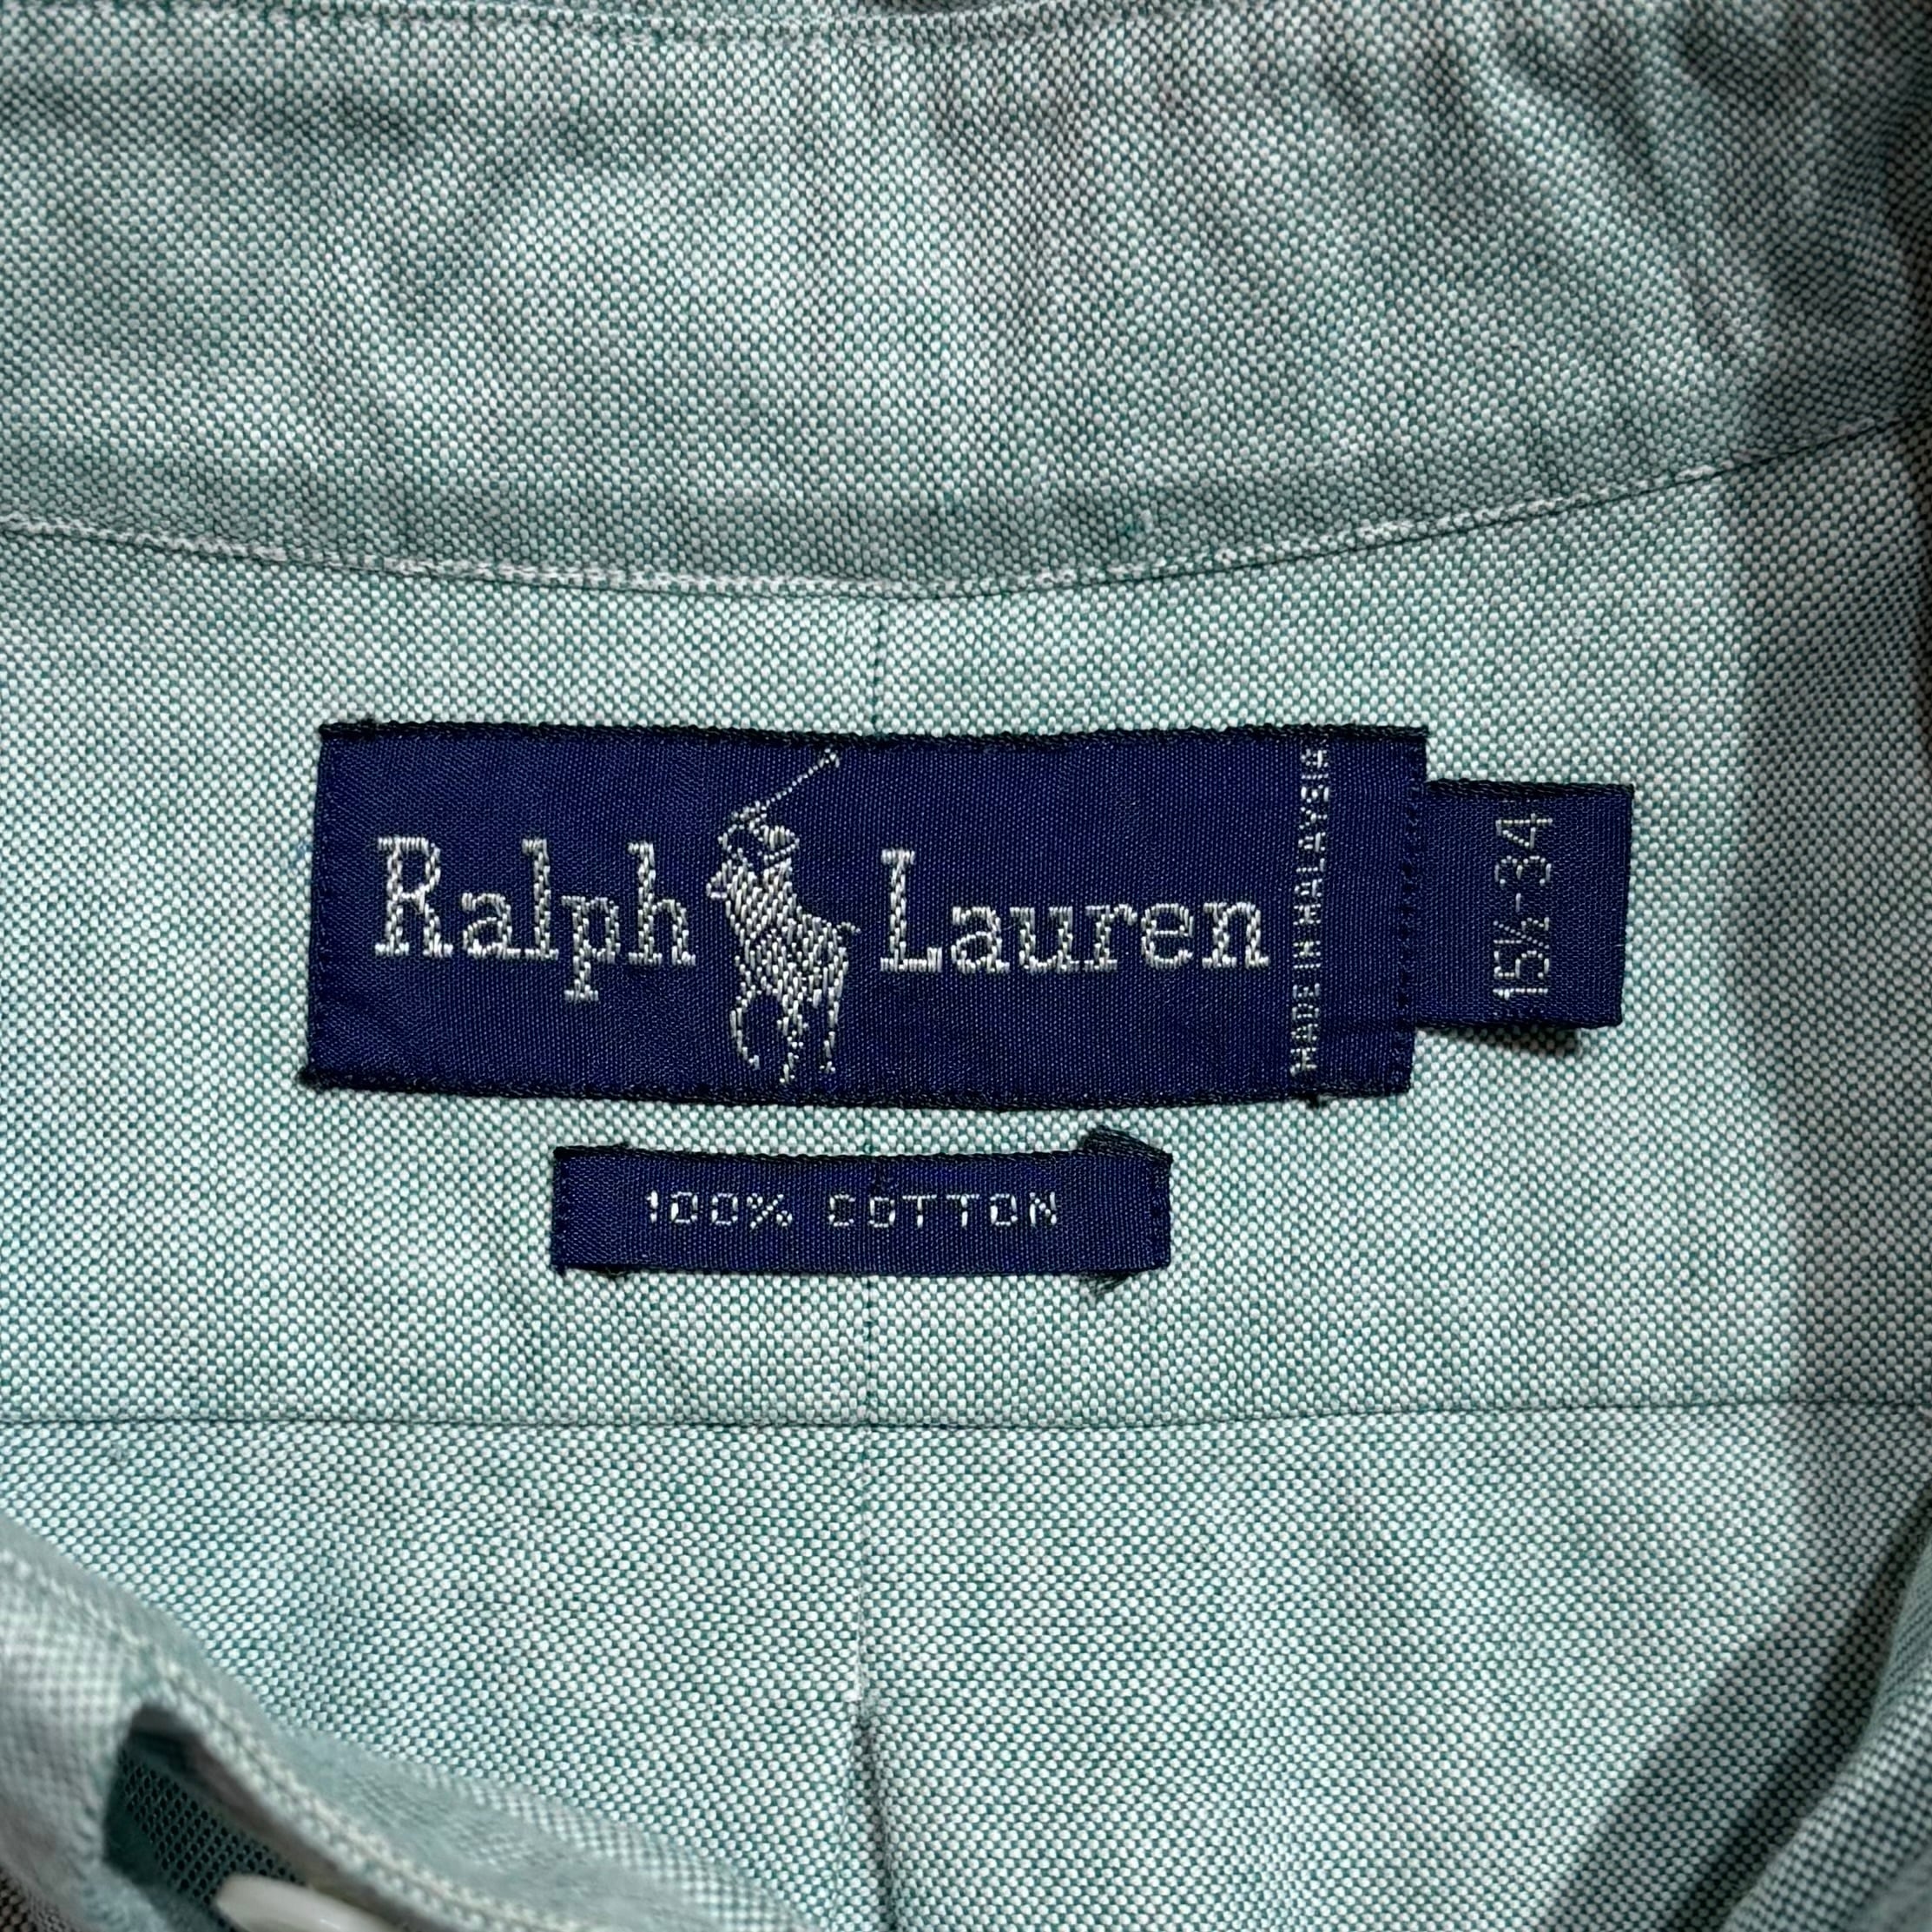 Ralph Lauren
MADE IN MALAYSIA
15½-34
100% COTTON